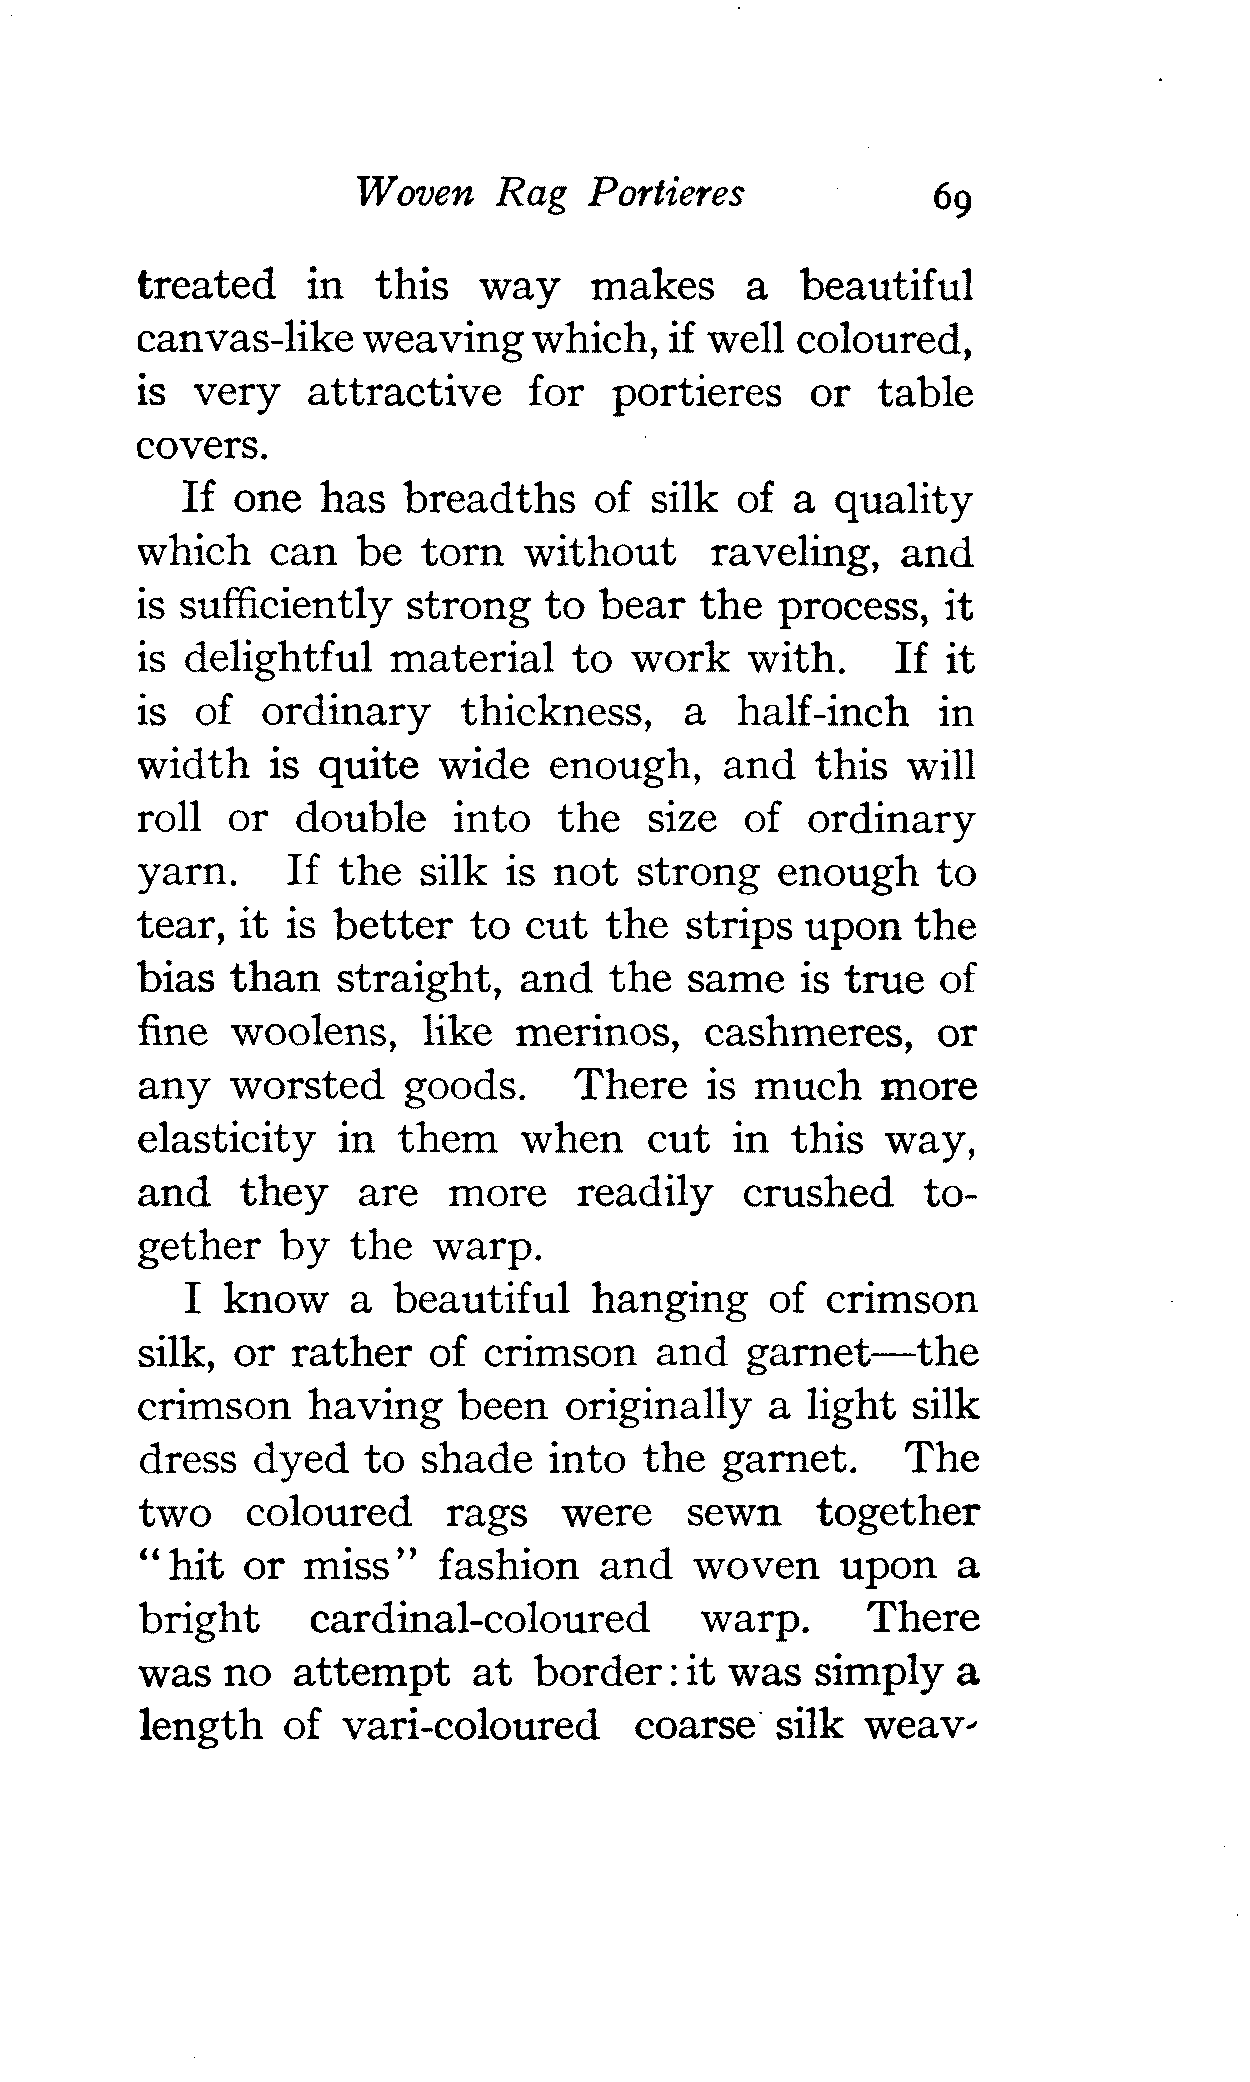 Woven Rag Portieres 69
treated in this way makes a beautiful
canvas-like weaving which, if well coloured,
is very attractive for portieres or table
covers.
If one has breadths of silk of a quality
which can be torn without raveling, and
is sufficiently strong to bear the process, it
is delightful material to work with. If it
is of ordinary thickness, a half-inch in
width is quite wide enough, and this will
roll or double into the size of ordinary
yarn. If the silk is not strong enough to
tear, it is better to cut the strips upon the
bias than straight, and the same is true of
fine woolens, like merinos, cashmeres, or
any worsted goods. There is much more
elasticity in them when cut in this way,
and they are more readily crushed to-
gether by the warp.
I know a beautiful hanging of crimson
silk, or rather of crimson and garnet—the
crimson having been originally a light silk
dress dyed to shade into the garnet. The
two coloured rags were sewn together
"hit or miss" fashion and woven upon a
bright cardinal-coloured warp. There
was no attempt at border: it was simply a
length of vari-coloured coarse silk weav-